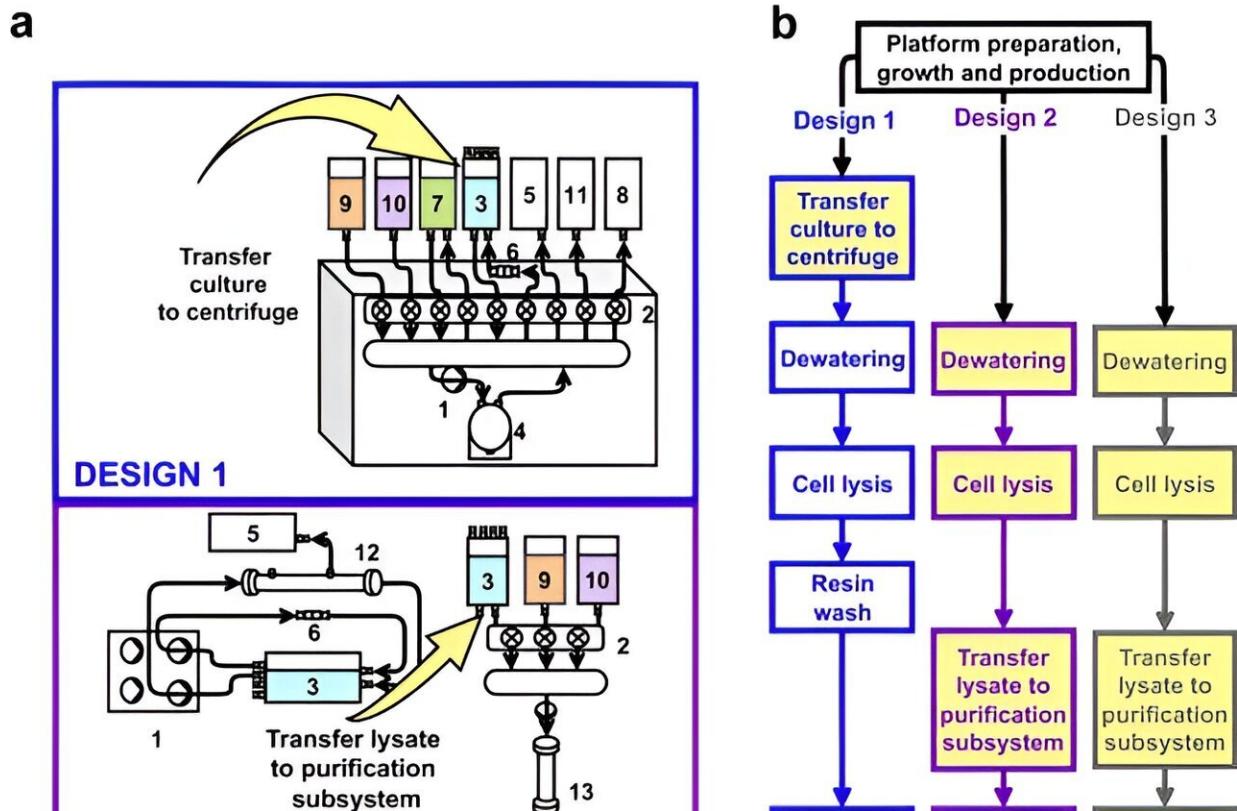 a
9
10
7
3
5
11
8
6
Transfer
culture
to centrifuge
2
1
4
DESIGN 1
5
12
3
9
10
6
2
3
1
Transfer lysate
to purification
subsystem
13
b
Platform preparation,
growth and production
Design 1
Design 2
Design 3
Transfer
culture to
centrifuge
Dewatering
Dewatering
Dewatering
Cell lysis
Cell lysis
Cell lysis
Resin
wash
Transfer
lysate to
purification
subsystem
Transfer
lysate to
purification
subsystem